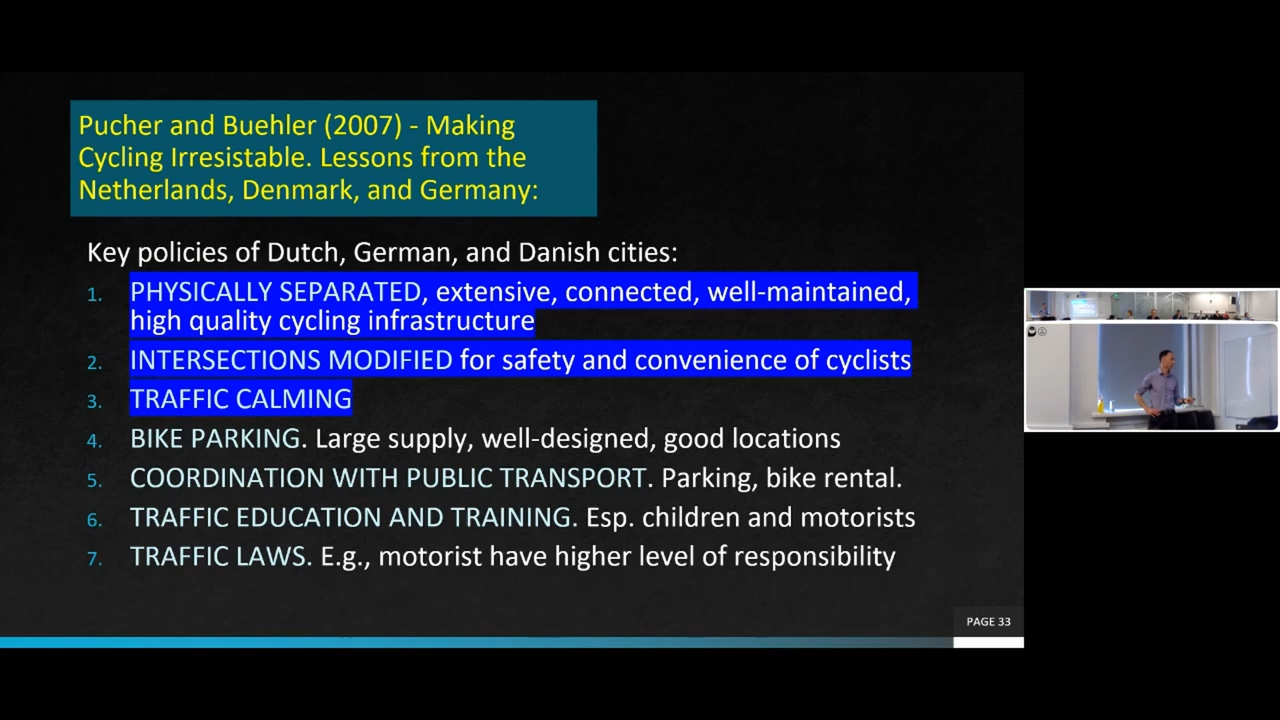 Pucher and Buehler (2007) - Making
Cycling Irresistable. Lessons from the
Netherlands, Denmark, and Germany:
Key policies of Dutch, German, and Danish cities:
1. PHYSICALLY SEPARATED, extensive, connected, well-maintained,
high quality cycling infrastructure
2. INTERSECTIONS MODIFIED for safety and convenience of cyclists
3. TRAFFIC CALMING
4. BIKE PARKING. Large supply, well-designed, good locations
5. COORDINATION WITH PUBLIC TRANSPORT. Parking, bike rental.
6. TRAFFIC EDUCATION AND TRAINING. Esp. children and motorists
7. TRAFFIC LAWS. E.g., motorist have higher level of responsibility
PAGE 33